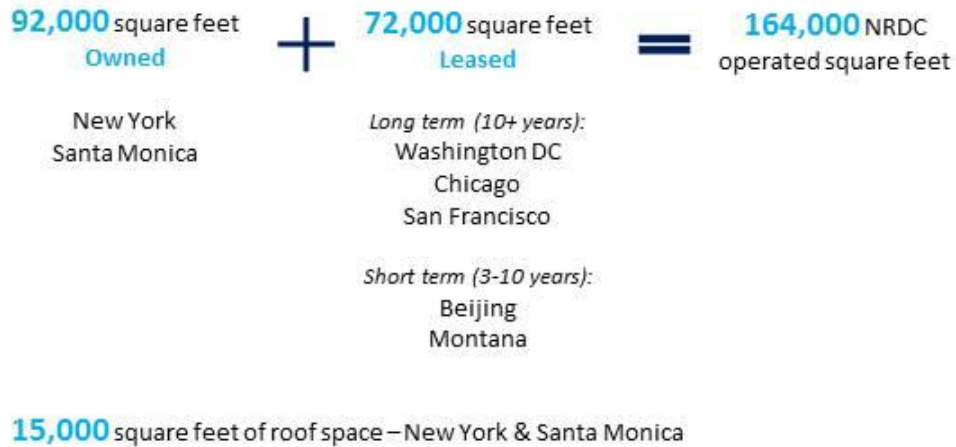 92,000 square feet
Owned
+
72,000 square feet
Leased
=
164,000 NRDC
operated square feet
New York
Santa Monica
Long term (10+ years):
Washington DC
Chicago
San Francisco
Short term (3-10 years):
Beijing
Montana
15,000 square feet of roof space – New York & Santa Monica